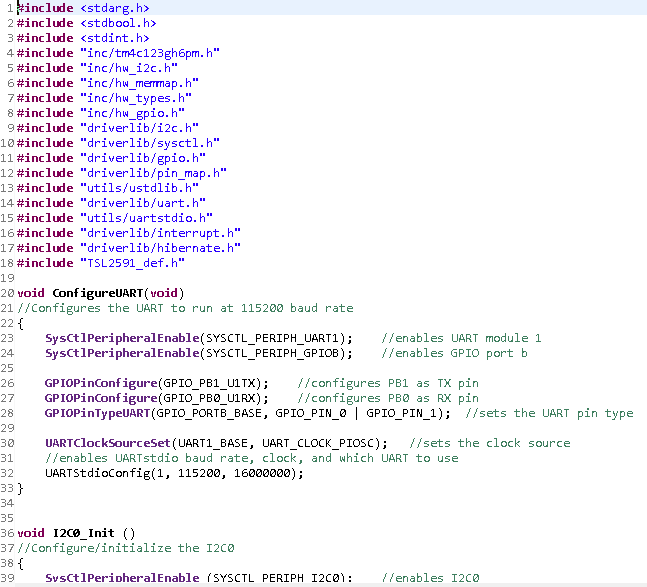 1 #include <stdarg.h>
2 #include <stdbool.h>
3 #include <stdint.h>
4 #include "inc/tm4c123gh6pm.h"
5 #include "inc/hw_i2c.h"
6 #include "inc/hw_memmap.h"
7 #include "inc/hw_types.h"
8 #include "inc/hw_gpio.h"
9 #include "driverlib/i2c.h"
10 #include "driverlib/sysctl.h"
11 #include "driverlib/gpio.h"
12 #include "driverlib/pin_map.h"
13 #include "utils/ustdlib.h"
14 #include "driverlib/uart.h"
15 #include "utils/uartstdio.h"
16 #include "driverlib/interrupt.h"
17 #include "driverlib/hibernate.h"
18 #include "TSL2591_def.h"
19
20 void ConfigureUART(void)
21 //Configures the UART to run at 115200 baud rate
22 {
23     SysCtlPeripheralEnable(SYSCTL_PERIPH_UART1);    //enables UART module 1
24     SysCtlPeripheralEnable(SYSCTL_PERIPH_GPIOB);    //enables GPIO port b
25
26     GPIOPinConfigure(GPIO_PB1_U1TX);    //configures PB1 as TX pin
27     GPIOPinConfigure(GPIO_PB0_U1RX);    //configures PB0 as RX pin
28     GPIOPinTypeUART(GPIO_PORTB_BASE, GPIO_PIN_0 | GPIO_PIN_1);  //sets the UART pin type
29
30     UARTClockSourceSet(UART1_BASE, UART_CLOCK_PIOSC);   //sets the clock source
31     //enables UARTstdio baud rate, clock, and which UART to use
32     UARTStdioConfig(1, 115200, 16000000);
33 }
34
35
36 void I2C0_Init ()
37 //Configure/initialize the I2C0
38 {
39     SysCtlPeripheralEnable (SYSCTL_PERIPH_I2C0);    //enables I2C0